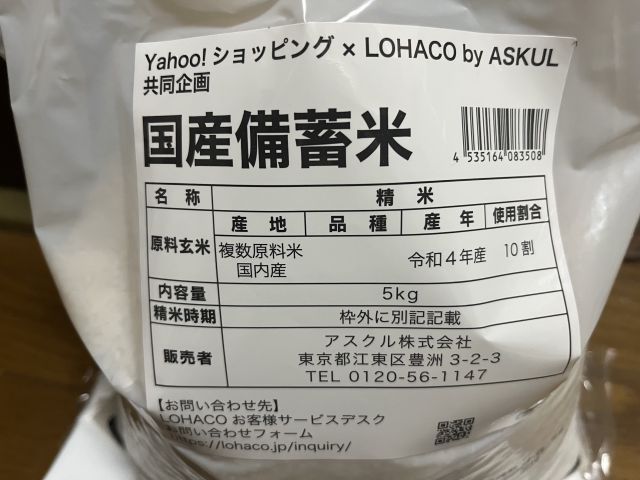 Yahoo! ショッピング × LOHACO by ASKUL
共同企画
国産備蓄米
4 535164 083508
名 称 精 米
原料玄米 産 地 品 種 産 年 使用割合
複数原料米
国内産 令和4年産 10割
内容量 5kg
精米時期 枠外に別記記載
販売者 アスクル株式会社
東京都江東区豊洲 3-2-3
TEL 0120-56-1147
【お問い合わせ先】
LOHACO お客様サービスデスク
お問い合わせフォーム
https://lohaco.jp/inquiry/